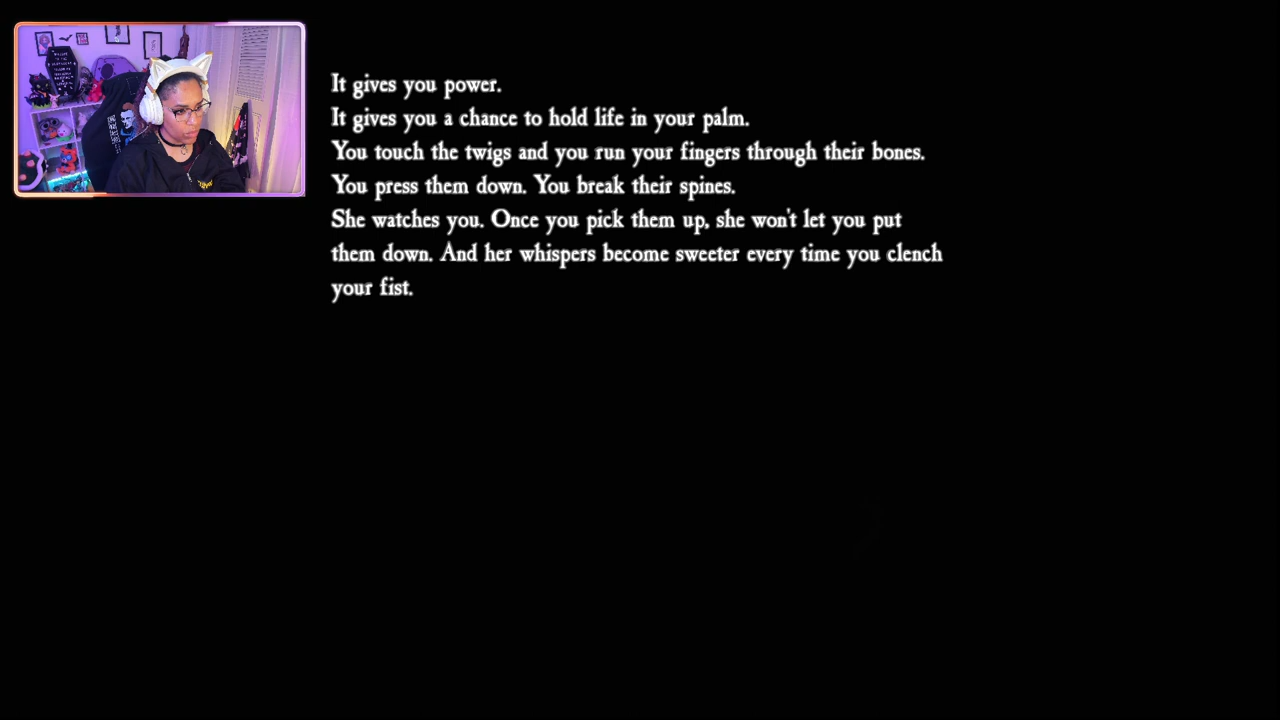 It gives you power.
It gives you a chance to hold life in your palm.
You touch the twigs and you run your fingers through their bones.
You press them down. You break their spines.
She watches you. Once you pick them up, she won't let you put
them down. And her whispers become sweeter every time you clench
your fist.